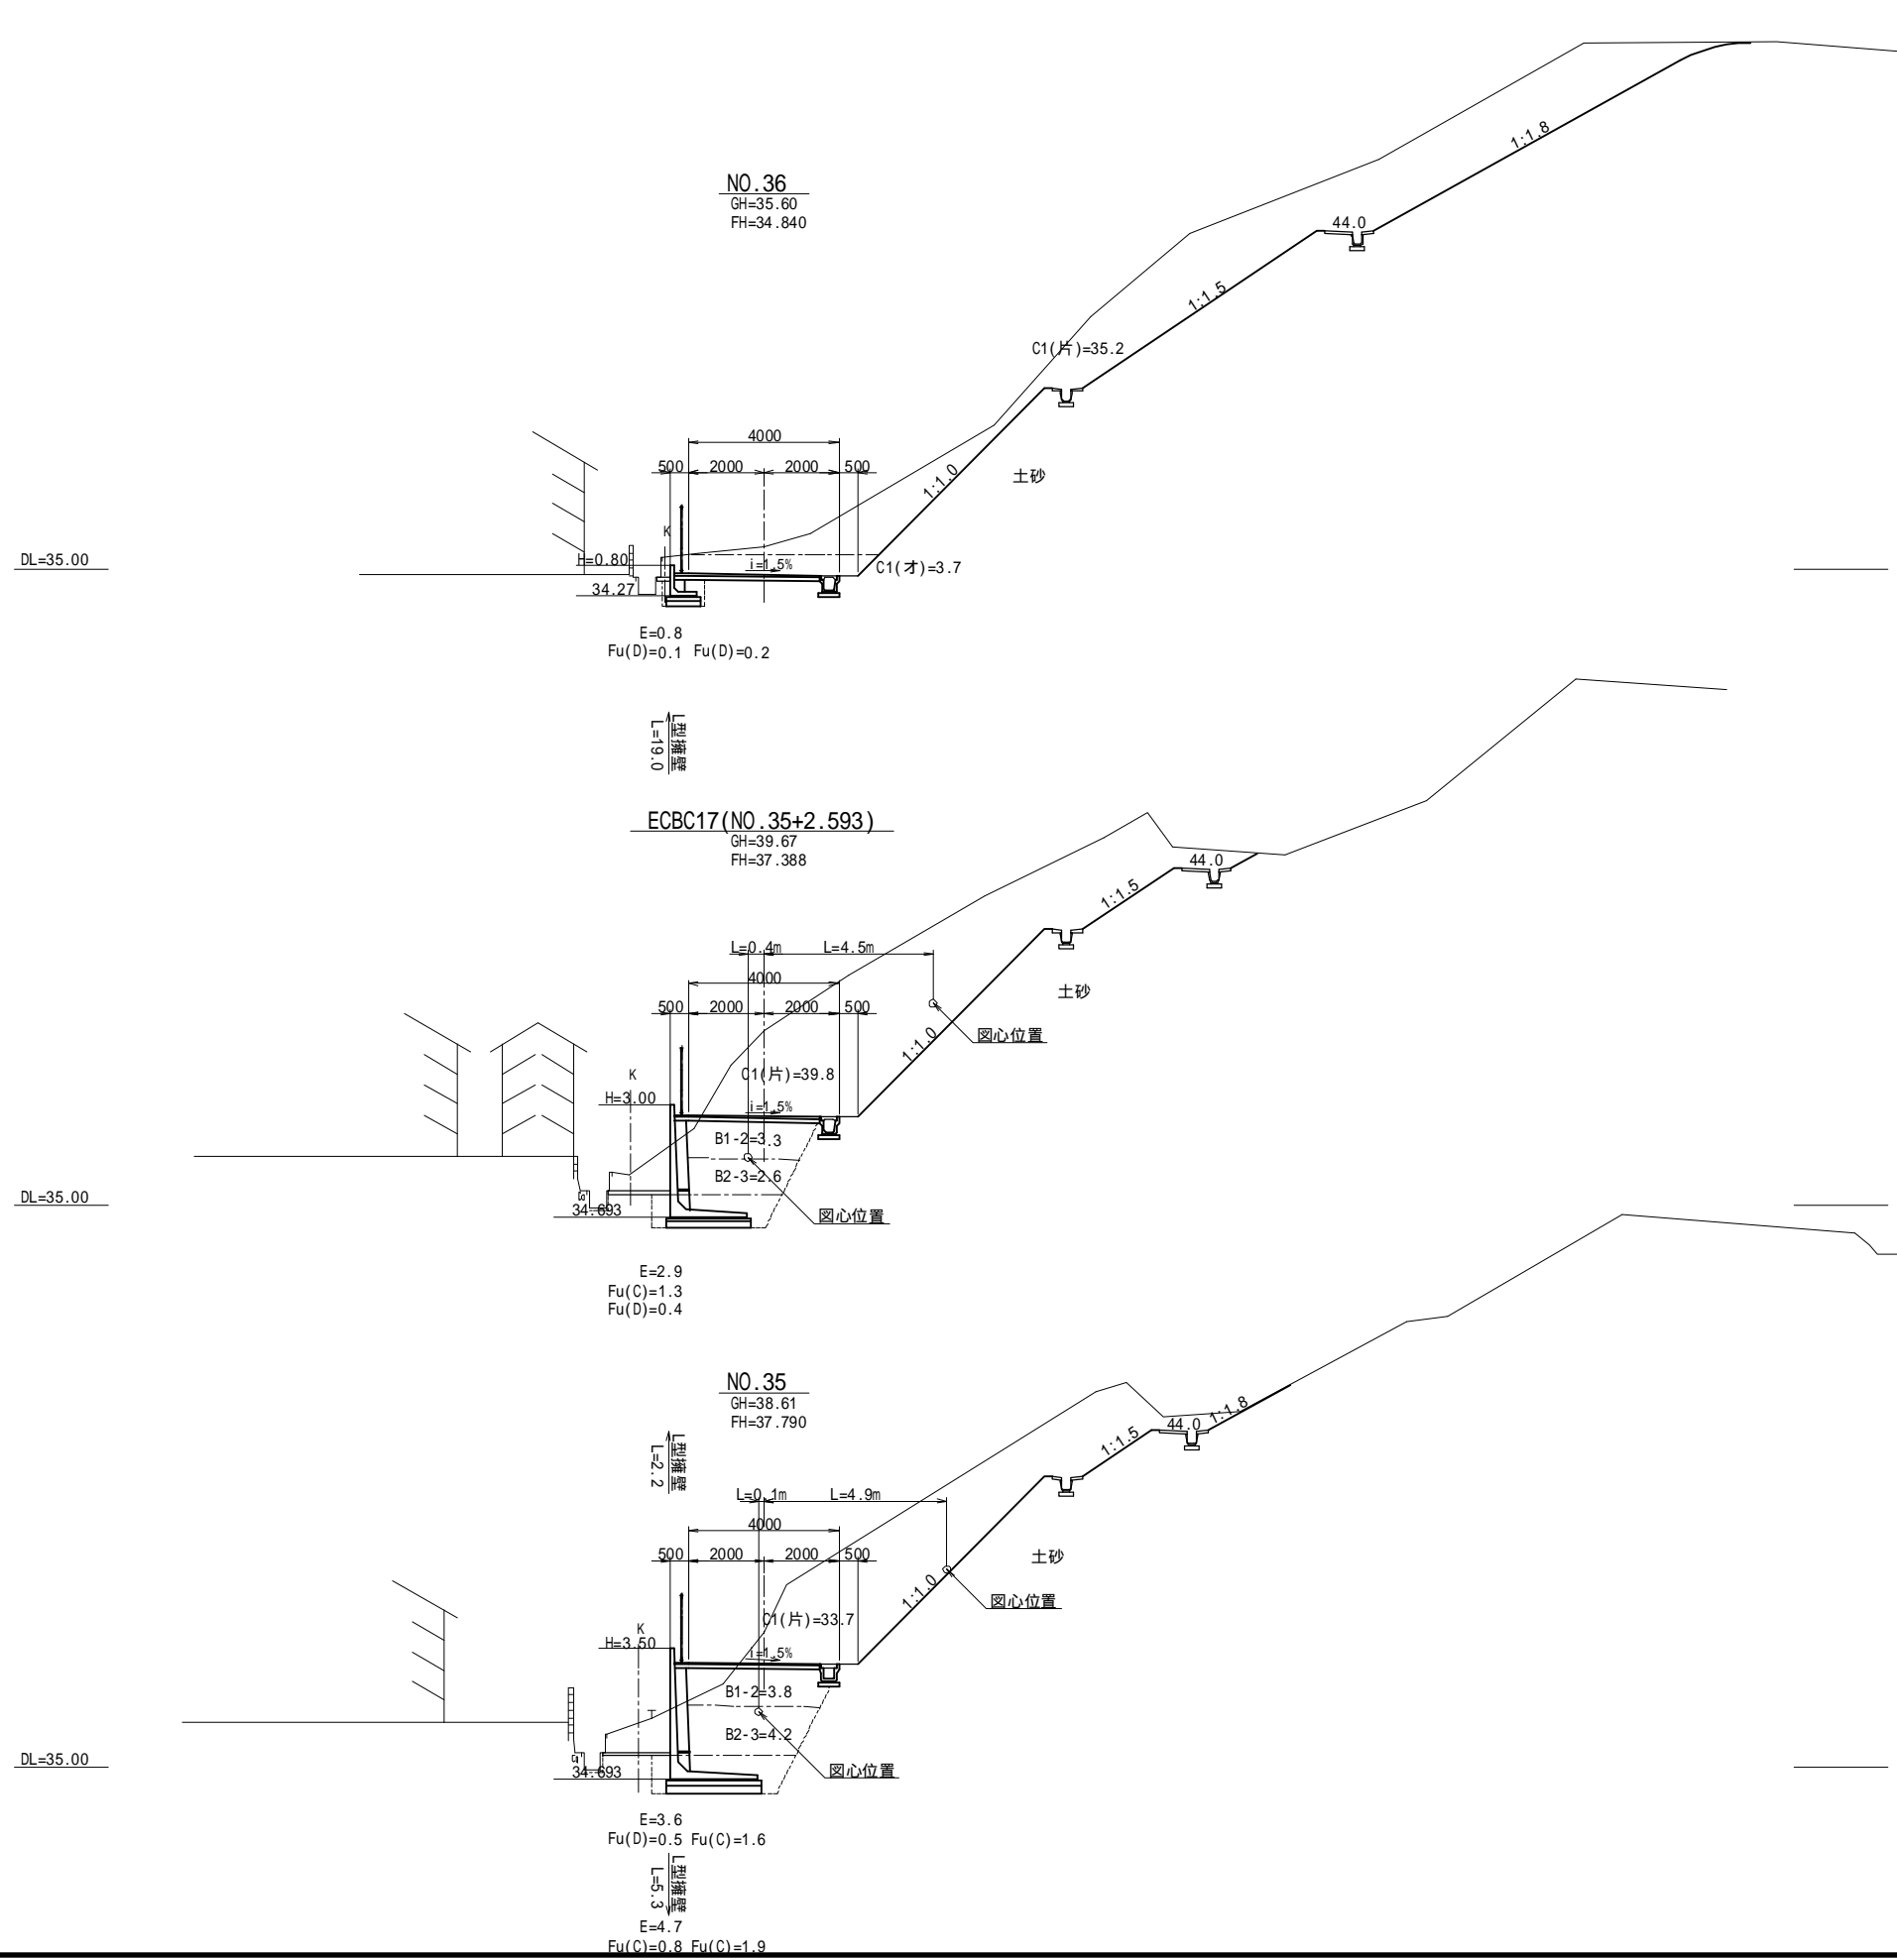 NO.36
GH=35.60
FH=34.840
1:1.8
44.0
1:1.5
C1(片)=35.2
4000
500 2000 2000 500
1:1.0
土砂
K
DL=35.00
H=0.80
i=1.5%
C1(オ)=3.7
34.27
E=0.8
Fu(D)=0.1 Fu(D)=0.2
L型擁壁
L=19.0
ECBC17(NO.35+2.593)
GH=39.67
FH=37.388
44.0
1:1.5
L=0.4m L=4.5m
4000
土砂
500 2000 2000 500
図心位置
1:1.0
K
C1(片)=39.8
H=3.00
i=1.5%
B1-2=3.3
B2-3=2.6
DL=35.00
34.693
図心位置
E=2.9
Fu(C)=1.3
Fu(D)=0.4
NO.35
GH=38.61
FH=37.790
1:1.8
44.0
1:1.5
L型擁壁
L=2.2
L=0.1m L=4.9m
4000
500 2000 2000 500
土砂
1:1.0
図心位置
C1(片)=33.7
K
H=3.50
i=1.5%
B1-2=3.8
T
B2-3=4.2
DL=35.00
34.693
図心位置
E=3.6
Fu(D)=0.5 Fu(C)=1.6
L型擁壁
L=5.3
E=4.7
Fu(C)=0.8 Fu(C)=1.9